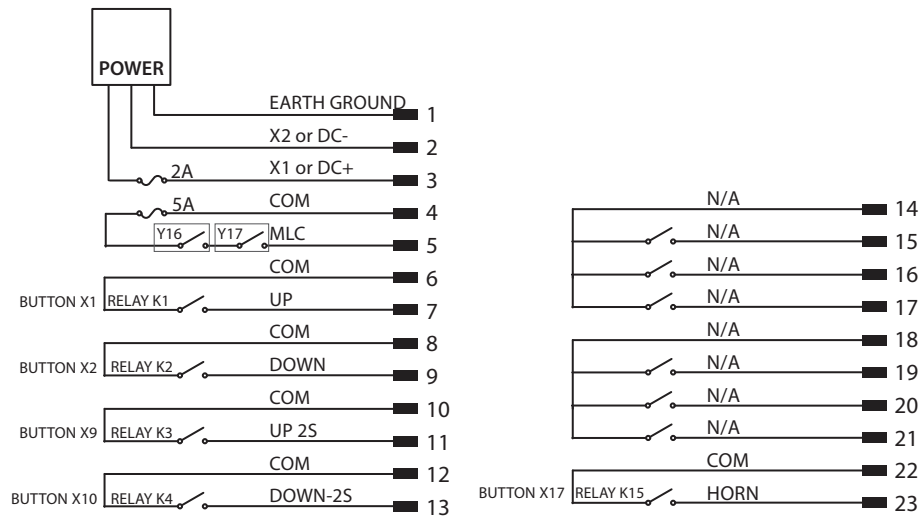 POWER
EARTH GROUND 1
X2 or DC- 2
2A X1 or DC+ 3
5A COM 4
Y16 Y17 MLC 5
COM 6
BUTTON X1 RELAY K1 UP 7
COM 8
BUTTON X2 RELAY K2 DOWN 9
COM 10
BUTTON X9 RELAY K3 UP 2S 11
COM 12
BUTTON X10 RELAY K4 DOWN-2S 13
N/A 14
N/A 15
N/A 16
N/A 17
N/A 18
N/A 19
N/A 20
N/A 21
COM 22
BUTTON X17 RELAY K15 HORN 23